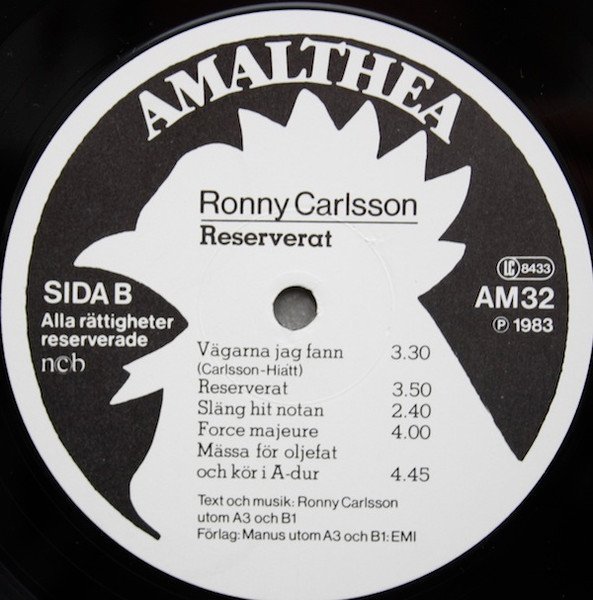 AMALTHEA
Ronny Carlsson
Reserverat
SIDA B
Alla rättigheter
reserverade
ncb
LC 8433
AM32
℗ 1983
Vägarna jag fann 3.30
(Carlsson-Hiatt)
Reserverat 3.50
Släng hit notan 2.40
Force majeure 4.00
Mässa för oljefat
och kör i A-dur 4.45
Text och musik: Ronny Carlsson
utom A3 och B1
Förlag: Manus utom A3 och B1: EMI